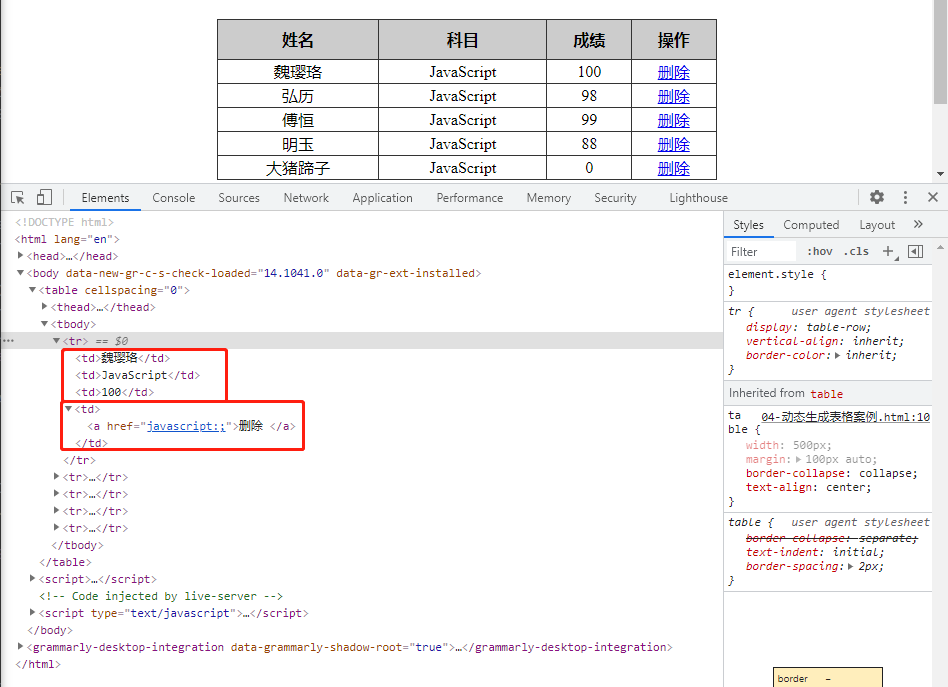 姓名 科目 成绩 操作
魏璎珞 JavaScript 100 删除
弘历 JavaScript 98 删除
傅恒 JavaScript 99 删除
明玉 JavaScript 88 删除
大猪蹄子 JavaScript 0 删除
Elements Console Sources Network Application Performance Memory Security Lighthouse
<!DOCTYPE html>
<html lang="en">
<head>…</head>
<body data-new-gr-c-s-check-loaded="14.1041.0" data-gr-ext-installed>
<table cellspacing="0">
<thead>…</thead>
<tbody>
<tr> == $0
<td>魏璎珞</td>
<td>JavaScript</td>
<td>100</td>
<td>
<a href="javascript:;">删除 </a>
</td>
</tr>
<tr>…</tr>
<tr>…</tr>
<tr>…</tr>
<tr>…</tr>
</tbody>
</table>
<script>…</script>
<!-- Code injected by live-server -->
<script type="text/javascript">…</script>
</body>
<grammarly-desktop-integration data-grammarly-shadow-root="true">…</grammarly-desktop-integration>
</html>
Styles Computed Layout »
Filter :hov .cls +
element.style {
}
tr { user agent stylesheet
display: table-row;
vertical-align: inherit;
border-color: inherit;
}
Inherited from table
ta 04-动态生成表格案例.html:10
ble {
width: 500px;
margin: 100px auto;
border-collapse: collapse;
text-align: center;
}
table { user agent stylesheet
border-collapse: separate;
text-indent: initial;
border-spacing: 2px;
}
border –